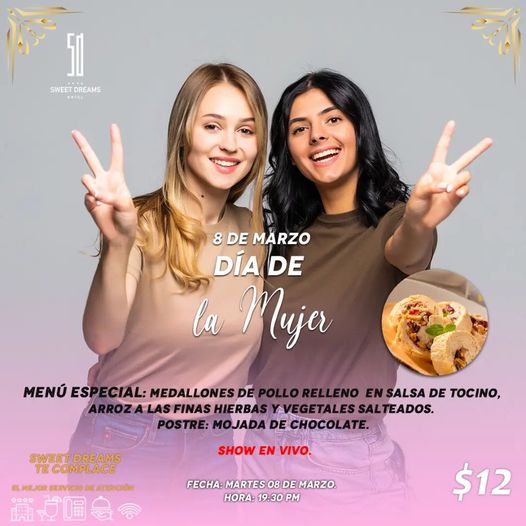 SD
HOTEL
SWEET DREAMS
8 DE MARZO
DÍA DE
la Mujer
MENÚ ESPECIAL: MEDALLONES DE POLLO RELLENO EN SALSA DE TOCINO,
ARROZ A LAS FINAS HIERBAS Y VEGETALES SALTEADOS.
POSTRE: MOJADA DE CHOCOLATE.
SHOW EN VIVO.
SWEET DREAMS
TE COMPLACE
EL MEJOR SERVICIO DE ATENCIÓN
$12
FECHA: MARTES 08 DE MARZO.
HORA: 19.30 PM